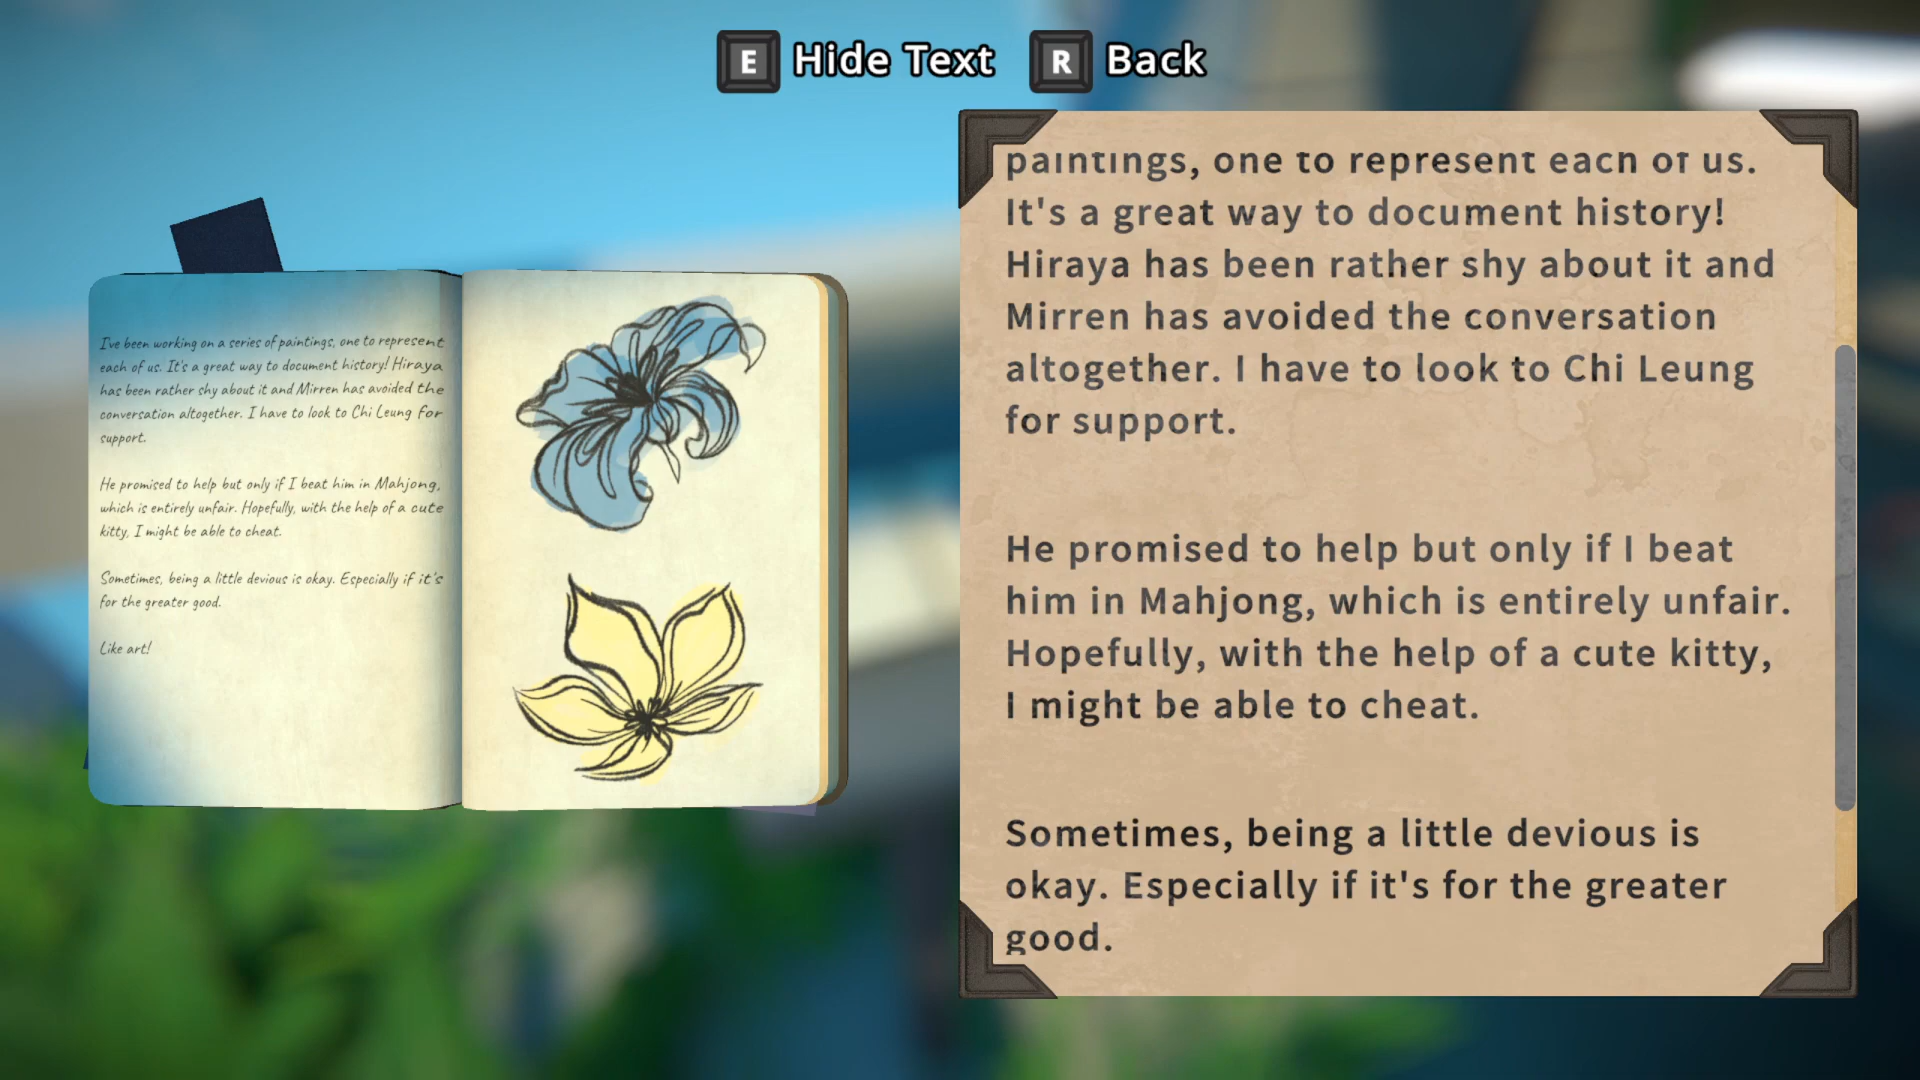 E Hide Text R Back
I've been working on a series of paintings, one to represent
each of us. It's a great way to document history! Hiraya
has been rather shy about it and Mirren has avoided the
conversation altogether. I have to look to Chi Leung for
support.
He promised to help but only if I beat him in Mahjong,
which is entirely unfair. Hopefully, with the help of a cute
kitty, I might be able to cheat.
Sometimes, being a little devious is okay. Especially if it's
for the greater good.
Like art!
paintings, one to represent each of us.
It's a great way to document history!
Hiraya has been rather shy about it and
Mirren has avoided the conversation
altogether. I have to look to Chi Leung
for support.
He promised to help but only if I beat
him in Mahjong, which is entirely unfair.
Hopefully, with the help of a cute kitty,
I might be able to cheat.
Sometimes, being a little devious is
okay. Especially if it's for the greater
good.